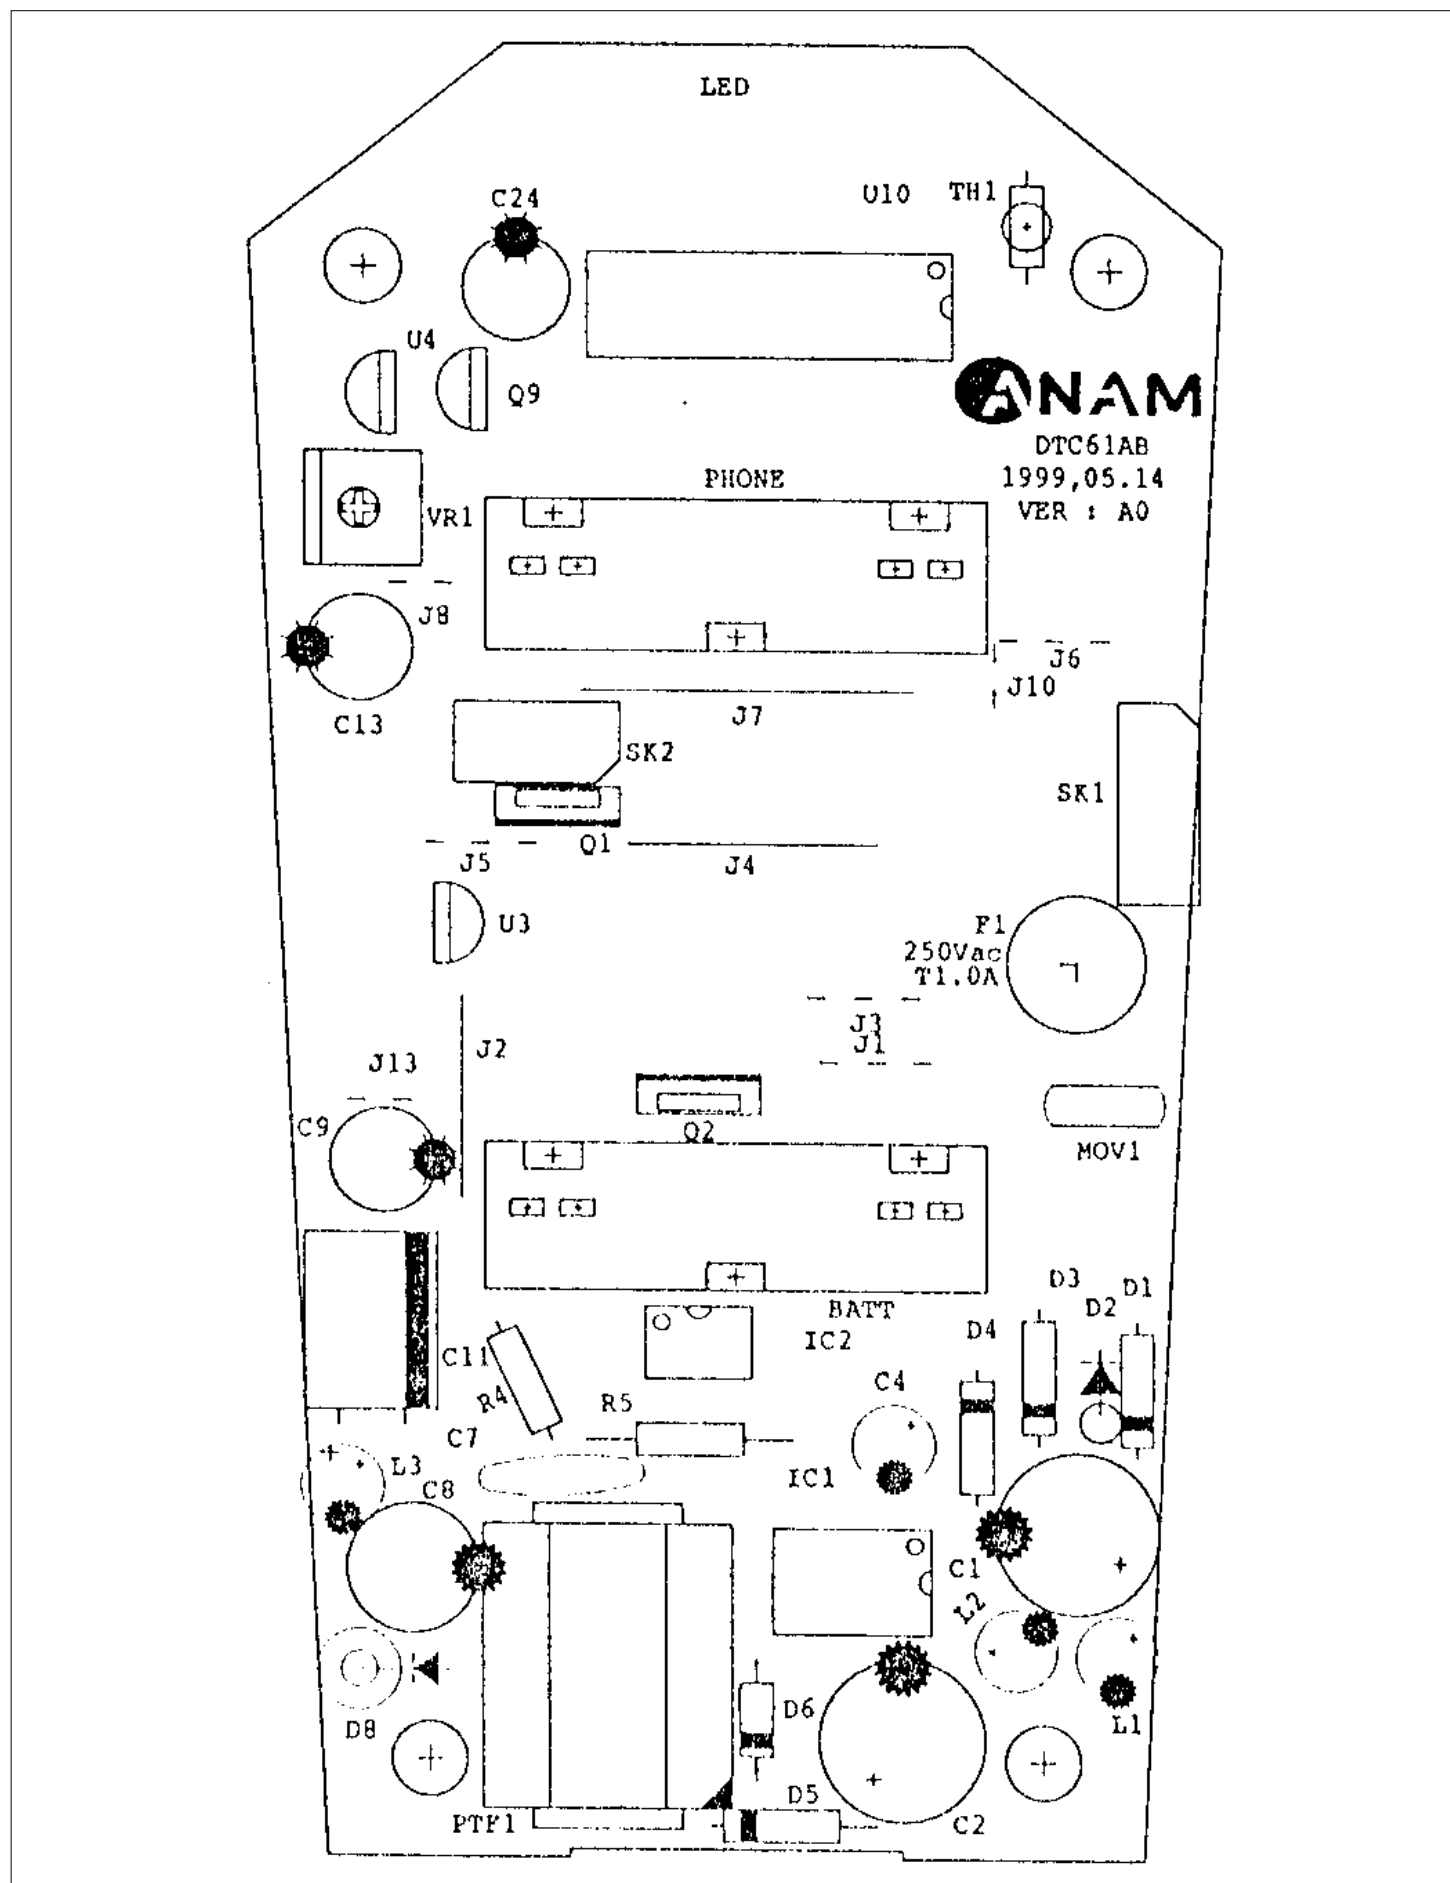 LED
C24
U10
TH1
U4
Q9
ANAM
DTC61AB
1999,05.14
VER : A0
PHONE
VR1
J8
J6
J10
C13
J7
SK2
SK1
Q1
J5
J4
U3
F1
250Vac
T1.0A
J3
J1
J2
J13
C9
Q2
MOV1
D3
D1
D2
BATT
IC2
D4
C11
R4
C4
R5
C7
L3
IC1
C8
C1
L2
D6
D8
L1
D5
PTF1
C2